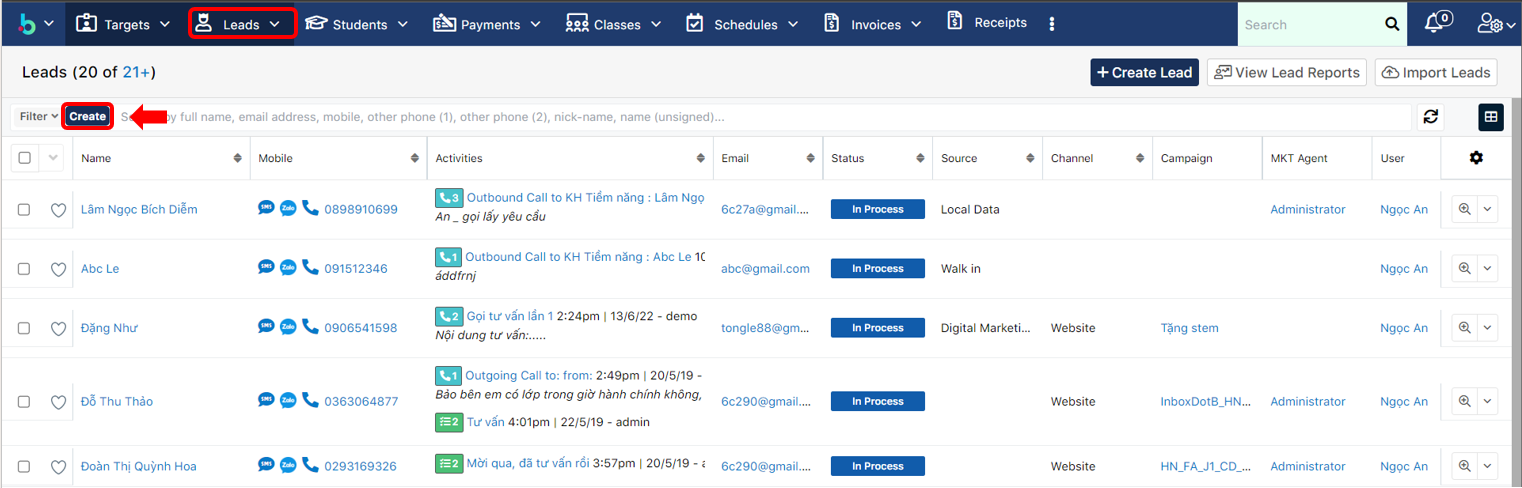 Targets Leads Students Payments Classes Schedules Invoices Receipts Search 0
Leads (20 of 21+) Create Lead View Lead Reports Import Leads
Filter Create by full name, email address, mobile, other phone (1), other phone (2), nick-name, name (unsigned)...
Name Mobile Activities Email Status Source Channel Campaign MKT Agent User
3 Outbound Call to KH Tiềm năng : Lâm Ngọ
Lâm Ngọc Bích Diễm SMS Zalo 0898910699 6c27a@gmail.... In Process Local Data Administrator Ngọc An
An _ gọi lấy yêu cầu
1 Outbound Call to KH Tiềm năng : Abc Le 10
Abc Le SMS Zalo 091512346 abc@gmail.com In Process Walk in Ngọc An
áddfrnj
2 Gọi tư vấn lần 1 2:24pm | 13/6/22 - demo
Đặng Như SMS Zalo 0906541598 tongle88@gm... In Process Digital Marketi... Website Tặng stem Ngọc An
Nội dung tư vấn:.....
1 Outgoing Call to: from: 2:49pm | 20/5/19 -
Bảo bên em có lớp trong giờ hành chính không,
Đỗ Thu Thảo SMS Zalo 0363064877 6c290@gmail.... In Process Website InboxDotB_HN... Administrator Ngọc An
2 Tư vấn 4:01pm | 22/5/19 - admin
Đoàn Thị Quỳnh Hoa SMS Zalo 0293169326 2 Mời qua, đã tư vấn rồi 3:57pm | 20/5/19 - a 6c290@gmail.... In Process Website HN_FA_J1_CD_... Administrator Ngọc An